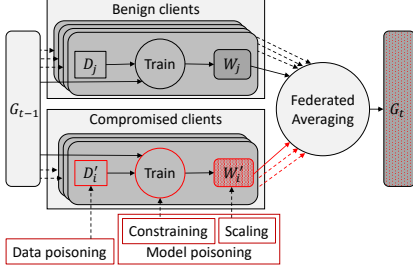 Benign clients
D_j
Train
W_j
G_{t-1}
Federated
Averaging
G_t
Compromised clients
D'_i
Train
W'_i
Constraining
Scaling
Data poisoning
Model poisoning